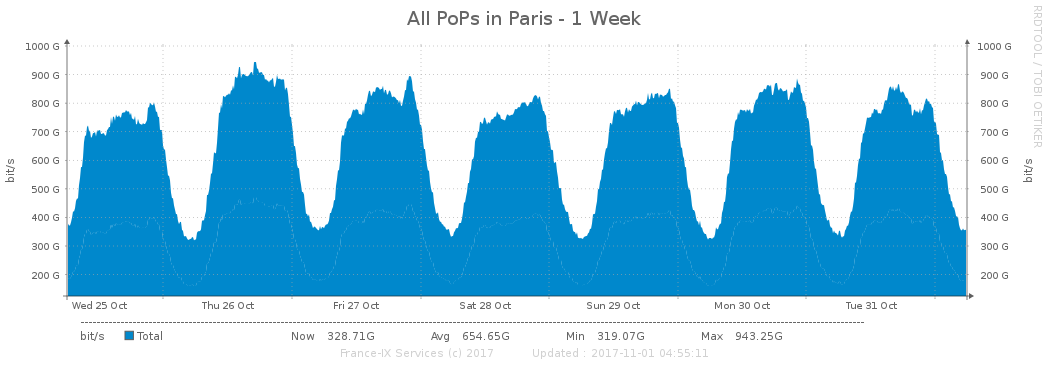 All PoPs in Paris - 1 Week
RRDTOOL / TOBI OETIKER
bit/s
1000 G 1000 G
900 G 900 G
800 G 800 G
700 G 700 G
600 G 600 G
500 G 500 G
400 G 400 G
300 G 300 G
200 G 200 G
bit/s
Wed 25 Oct Thu 26 Oct Fri 27 Oct Sat 28 Oct Sun 29 Oct Mon 30 Oct Tue 31 Oct
bit/s Total Now 328.71G Avg 654.65G Min 319.07G Max 943.25G
France-IX Services (c) 2017 Updated : 2017-11-01 04:55:11